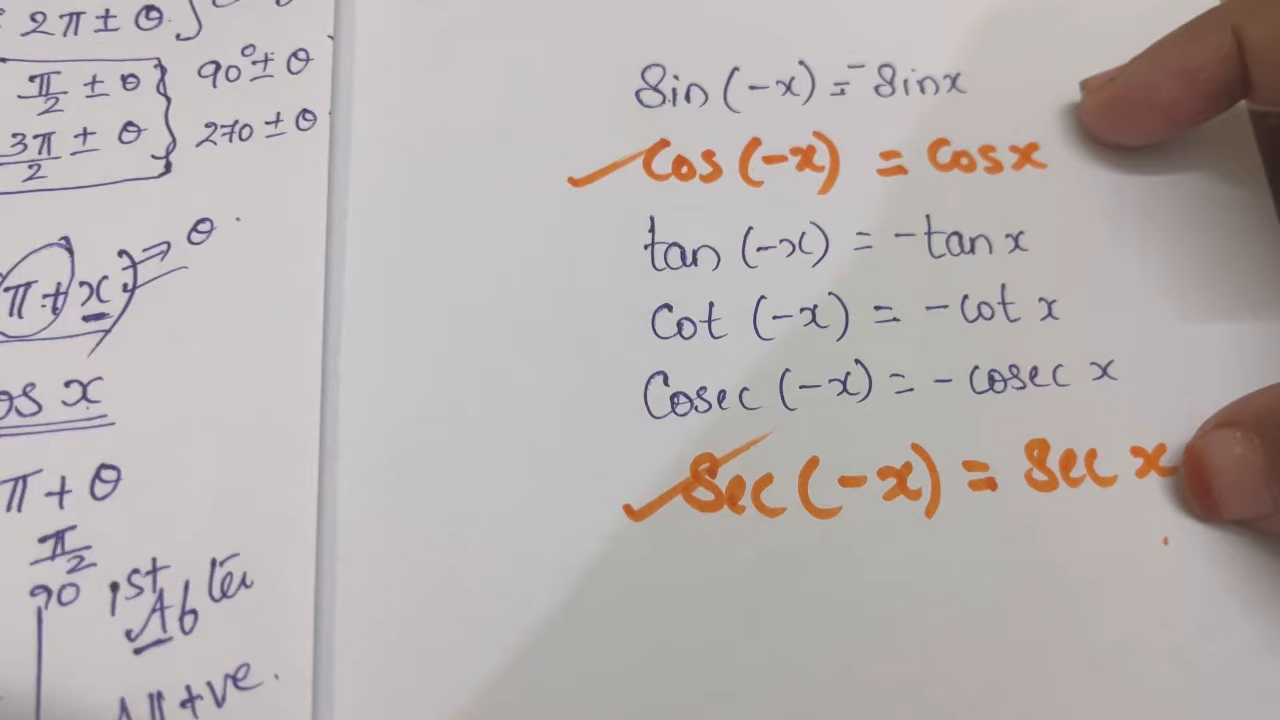 2π ± θ
π/2 ± θ } 90° ± θ
3π/2 ± θ } 270 ± θ
π + x } ⇒ θ
os x
π + θ
π/2
90 1st
All +ve.
Sin (-x) = -Sinx
Cos (-x) = cosx
tan (-x) = -tan x
Cot (-x) = -cot x
Cosec (-x) = - cosec x
Sec (-x) = Sec x